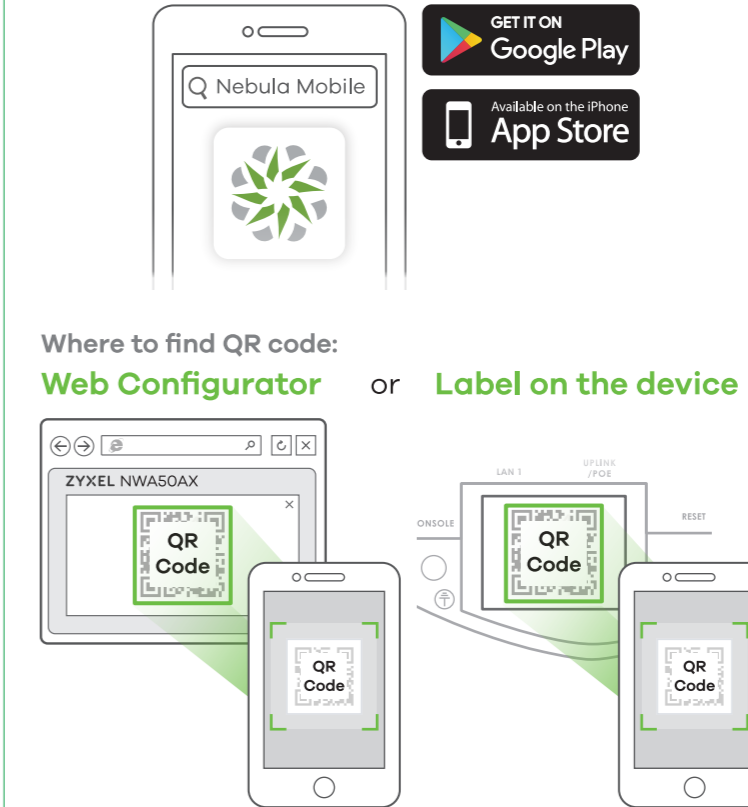 GET IT ON
Google Play
Nebula Mobile
Available on the iPhone
App Store
Where to find QR code:
Web Configurator or Label on the device
ZYXEL NWA50AX
QR
Code
QR
Code
LAN 1
UPLINK
/POE
ONSOLE
RESET
QR
Code
QR
Code